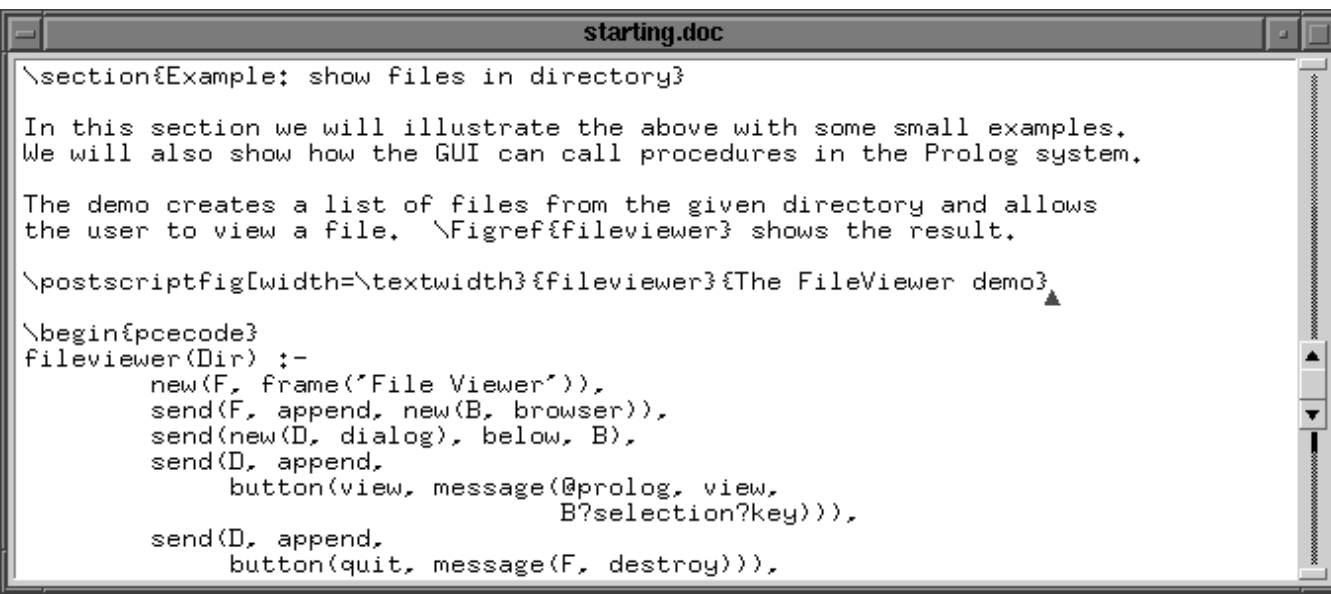 starting.doc
\section{Example: show files in directory}
In this section we will illustrate the above with some small examples.
We will also show how the GUI can call procedures in the Prolog system.
The demo creates a list of files from the given directory and allows
the user to view a file.  \Figref{fileviewer} shows the result.
\postscriptfig[width=\textwidth}{fileviewer}{The FileViewer demo}
\begin{pcecode}
fileviewer(Dir) :-
        new(F, frame('File Viewer')),
        send(F, append, new(B, browser)),
        send(new(D, dialog), below, B),
        send(D, append,
             button(view, message(@prolog, view,
                                  B?selection?key))),
        send(D, append,
             button(quit, message(F, destroy))),